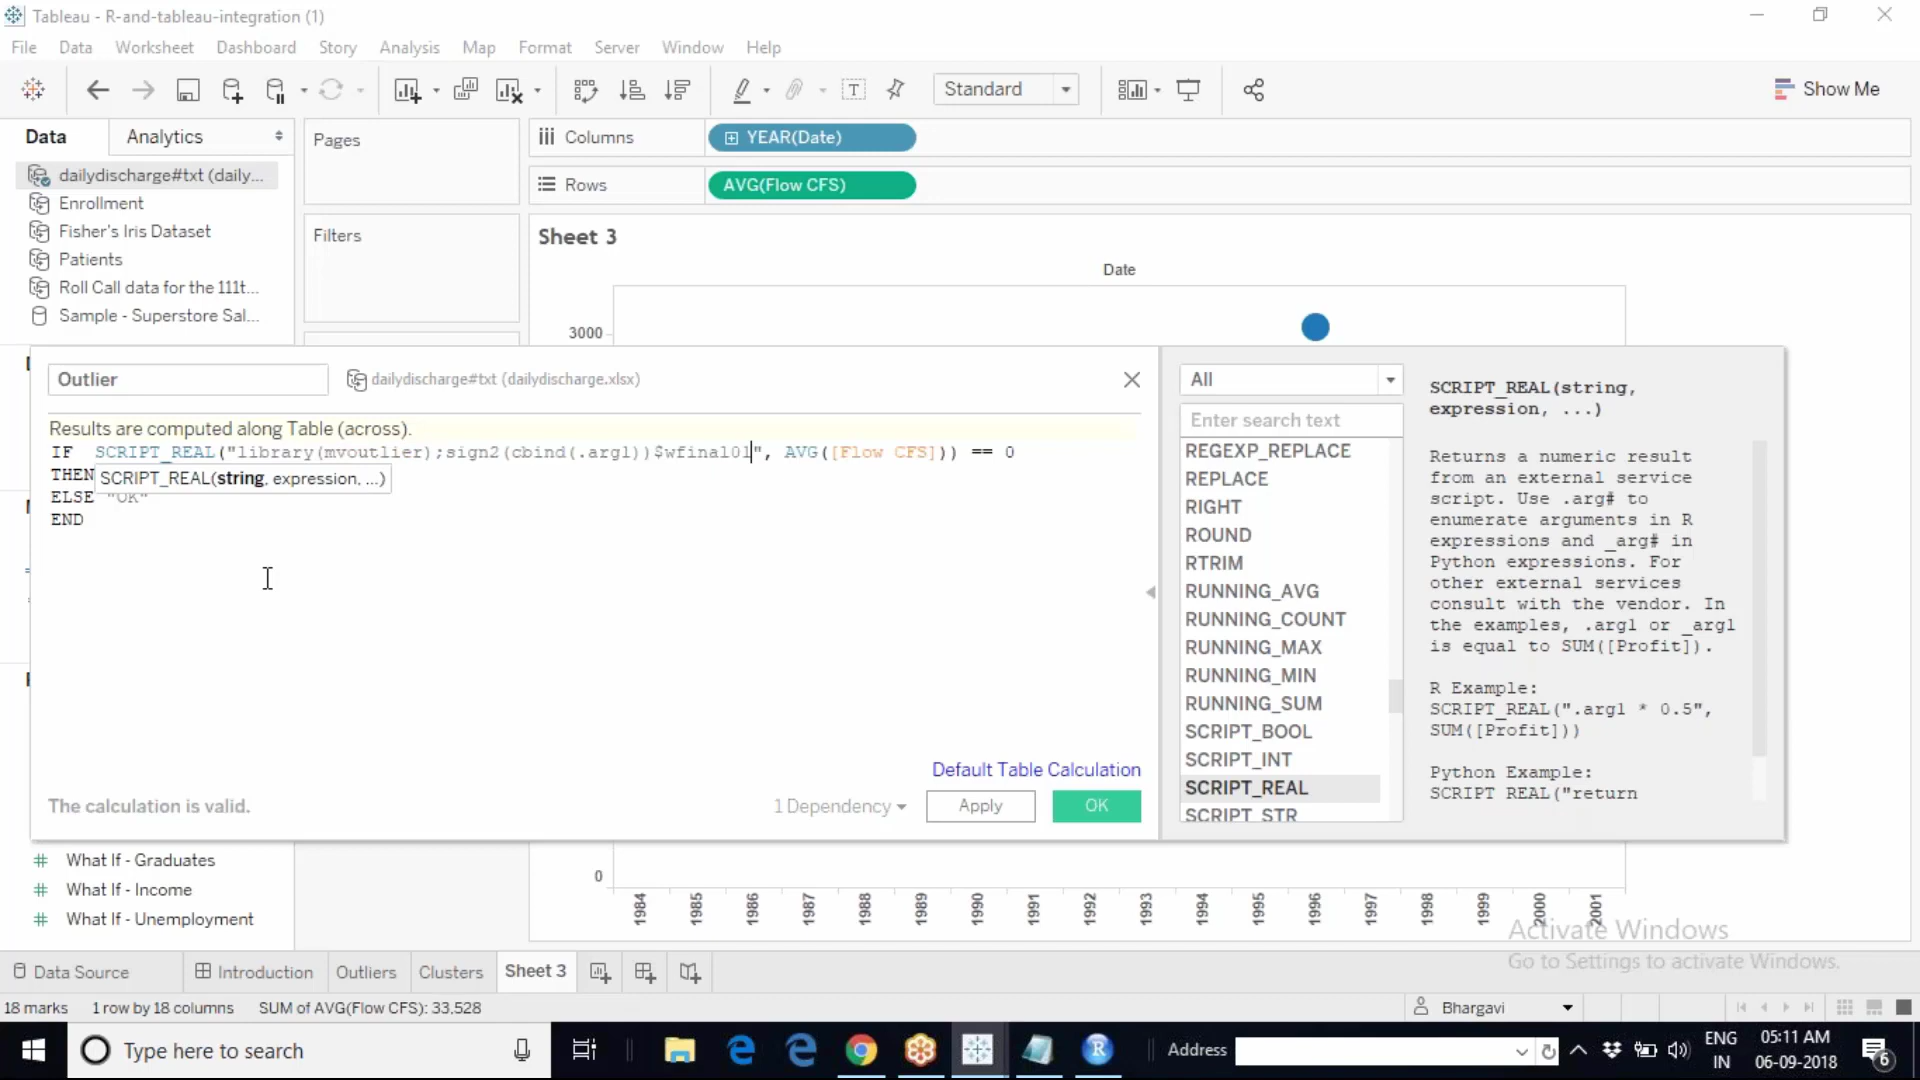 Tableau - R-and-tableau-integration (1)
File Data Worksheet Dashboard Story Analysis Map Format Server Window Help
Standard
Show Me
Data
Analytics
Pages
Columns
YEAR(Date)
dailydischarge#txt (daily...
Rows
AVG(Flow CFS)
Enrollment
Fisher's Iris Dataset
Filters
Sheet 3
Patients
Date
Roll Call data for the 111t...
Sample - Superstore Sal...
3000
Outlier
dailydischarge#txt (dailydischarge.xlsx)
Results are computed along Table (across).
IF SCRIPT_REAL("library(mvoutlier);sign2(cbind(.arg1))$wfinal01", AVG([Flow CFS])) == 0
THEN
SCRIPT_REAL(string, expression, ...)
ELSE "OK"
END
Default Table Calculation
The calculation is valid.
1 Dependency
Apply
OK
All
Enter search text
REGEXP_REPLACE
REPLACE
RIGHT
ROUND
RTRIM
RUNNING_AVG
RUNNING_COUNT
RUNNING_MAX
RUNNING_MIN
RUNNING_SUM
SCRIPT_BOOL
SCRIPT_INT
SCRIPT_REAL
SCRIPT_STR
SCRIPT_REAL(string,
expression, ...)
Returns a numeric result
from an external service
script. Use .arg# to
enumerate arguments in R
expressions and _arg# in
Python expressions. For
other external services
consult with the vendor. In
the examples, .arg1 or _arg1
is equal to SUM([Profit]).
R Example:
SCRIPT_REAL(".arg1 * 0.5",
SUM([Profit]))
Python Example:
SCRIPT_REAL("return
What If - Graduates
What If - Income
What If - Unemployment
0
1984 1985 1986 1987 1988 1989 1990 1991 1992 1993 1994 1995 1996 1997 1998 1999 2000 2001
Activate Windows
Go to Settings to activate Windows.
Data Source
Introduction
Outliers
Clusters
Sheet 3
18 marks
1 row by 18 columns
SUM of AVG(Flow CFS): 33,528
Bhargavi
Type here to search
Address
ENG
IN
05:11 AM
06-09-2018
6